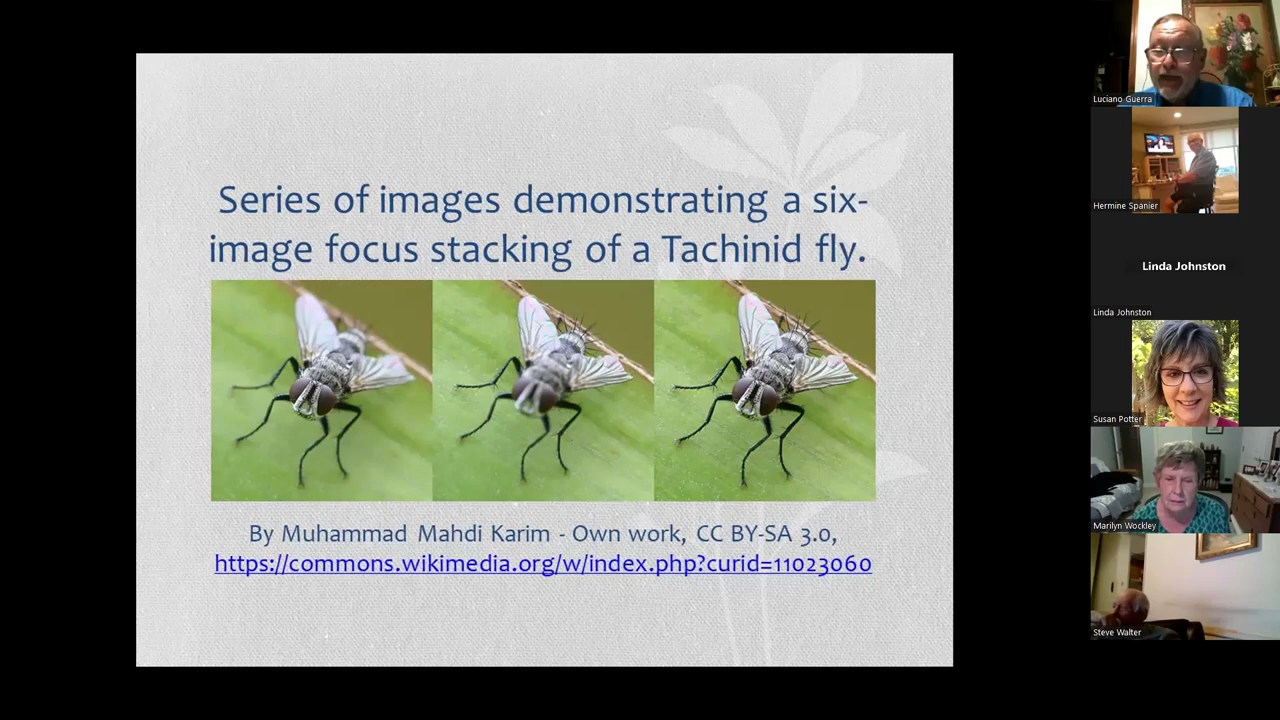 Series of images demonstrating a six-
image focus stacking of a Tachinid fly.
By Muhammad Mahdi Karim - Own work, CC BY-SA 3.0,
https://commons.wikimedia.org/w/index.php?curid=11023060
Luciano Guerra
Hermine Spanier
Linda Johnston
Linda Johnston
Susan Potter
Marilyn Wockley
Steve Walter